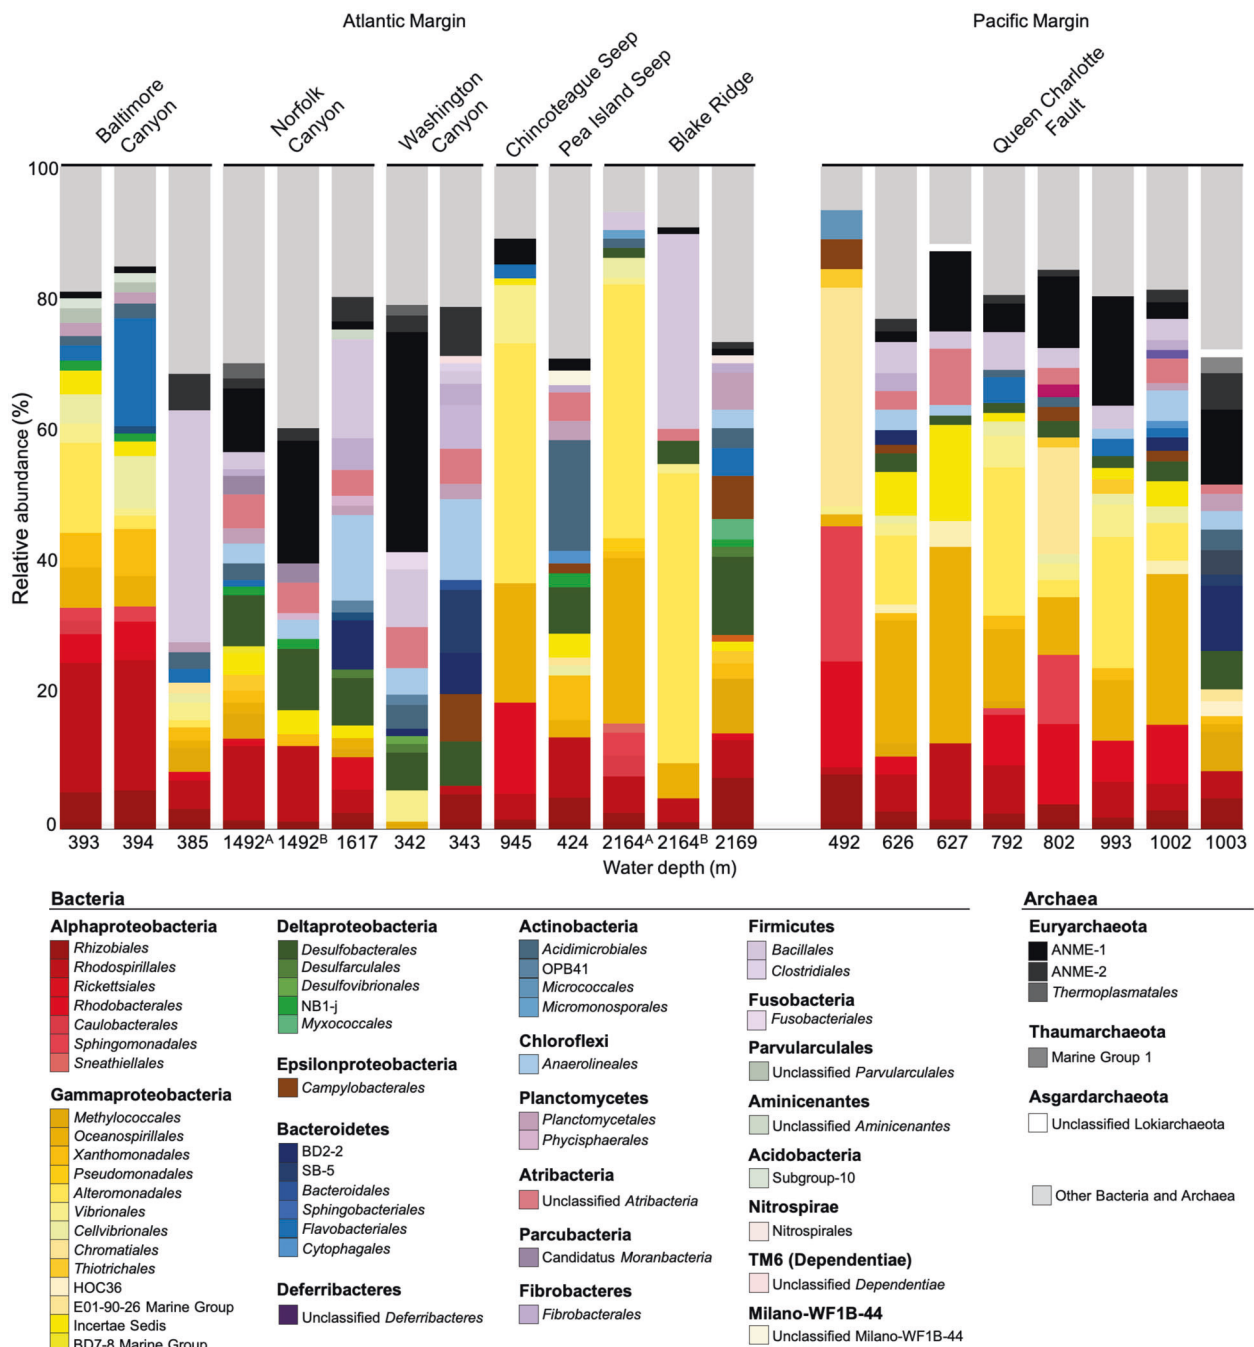 Atlantic Margin
Pacific Margin
Baltimore
Canyon
Norfolk
Canyon
Washington
Canyon
Chincoteague Seep
Pea Island Seep
Blake Ridge
Queen Charlotte
Fault
Relative abundance (%)
100
80
60
40
20
0
393 394 385 1492A 1492B 1617 342 343 945 424 2164A 2164B 2169 492 626 627 792 802 993 1002 1003
Water depth (m)
Bacteria
Alphaproteobacteria
Rhizobiales
Rhodospirillales
Rickettsiales
Rhodobacterales
Caulobacterales
Sphingomonadales
Sneathiellales
Gammaproteobacteria
Methylococcales
Oceanospirillales
Xanthomonadales
Pseudomonadales
Alteromonadales
Vibrionales
Cellvibrionales
Chromatiales
Thiotrichales
HOC36
E01-90-26 Marine Group
Incertae Sedis
BD7-8 Marine Group
Deltaproteobacteria
Desulfobacterales
Desulfarculales
Desulfovibrionales
NB1-j
Myxococcales
Epsilonproteobacteria
Campylobacterales
Bacteroidetes
BD2-2
SB-5
Bacteroidales
Sphingobacteriales
Flavobacteriales
Cytophagales
Deferribacteres
Unclassified Deferribacteres
Actinobacteria
Acidimicrobiales
OPB41
Micrococcales
Micromonosporales
Chloroflexi
Anaerolineales
Planctomycetes
Planctomycetales
Phycisphaerales
Atribacteria
Unclassified Atribacteria
Parcubacteria
Candidatus Moranbacteria
Fibrobacteres
Fibrobacterales
Firmicutes
Bacillales
Clostridiales
Fusobacteria
Fusobacteriales
Parvularculales
Unclassified Parvularculales
Aminicenantes
Unclassified Aminicenantes
Acidobacteria
Subgroup-10
Nitrospirae
Nitrospirales
TM6 (Dependentiae)
Unclassified Dependentiae
Milano-WF1B-44
Unclassified Milano-WF1B-44
Archaea
Euryarchaeota
ANME-1
ANME-2
Thermoplasmatales
Thaumarchaeota
Marine Group 1
Asgardarchaeota
Unclassified Lokiarchaeota
Other Bacteria and Archaea